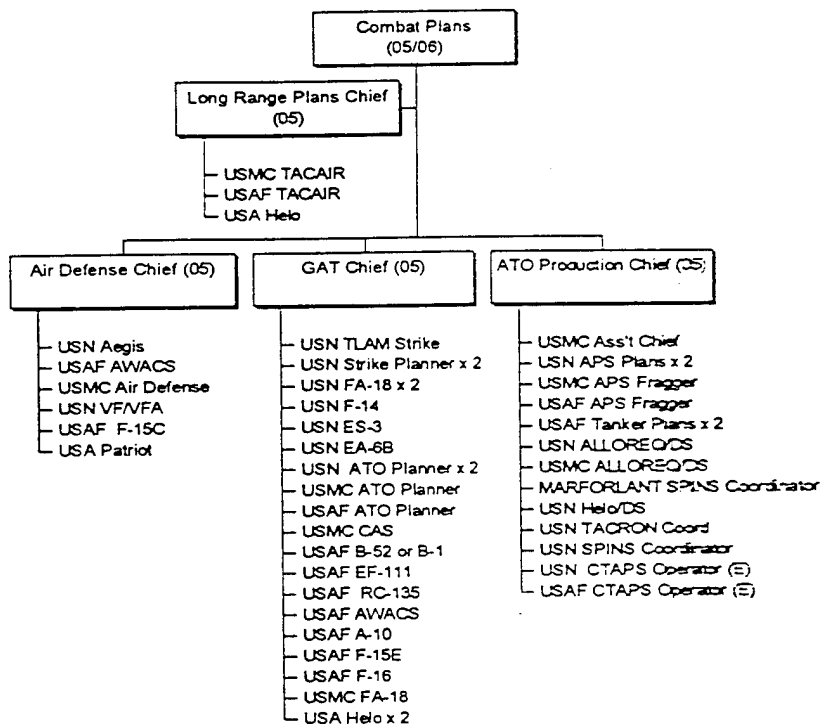 Combat Plans
(05/06)
Long Range Plans Chief
(05)
USMC TACAIR
USAF TACAIR
USA Helo
Air Defense Chief (05)
USN Aegis
USAF AWACS
USMC Air Defense
USN VF/VFA
USAF F-15C
USA Patriot
GAT Chief (05)
USN TLAM Strike
USN Strike Planner x 2
USN FA-18 x 2
USN F-14
USN ES-3
USN EA-6B
USN ATO Planner x 2
USMC ATO Planner
USAF ATO Planner
USMC CAS
USAF B-52 or B-1
USAF EF-111
USAF RC-135
USAF AWACS
USAF A-10
USAF F-15E
USAF F-16
USMC FA-18
USA Helo x 2
ATO Production Chief (05)
USMC Ass't Chief
USN APS Plans x 2
USMC APS Fragger
USAF APS Fragger
USAF Tanker Plans x 2
USN ALLOREQ/DS
USMC ALLOREQ/DS
MARFORLANT SPINS Coordinator
USN Helo/DS
USN TACRON Coord
USN SPINS Coordinator
USN CTAPS Operator (E)
USAF CTAPS Operator (E)